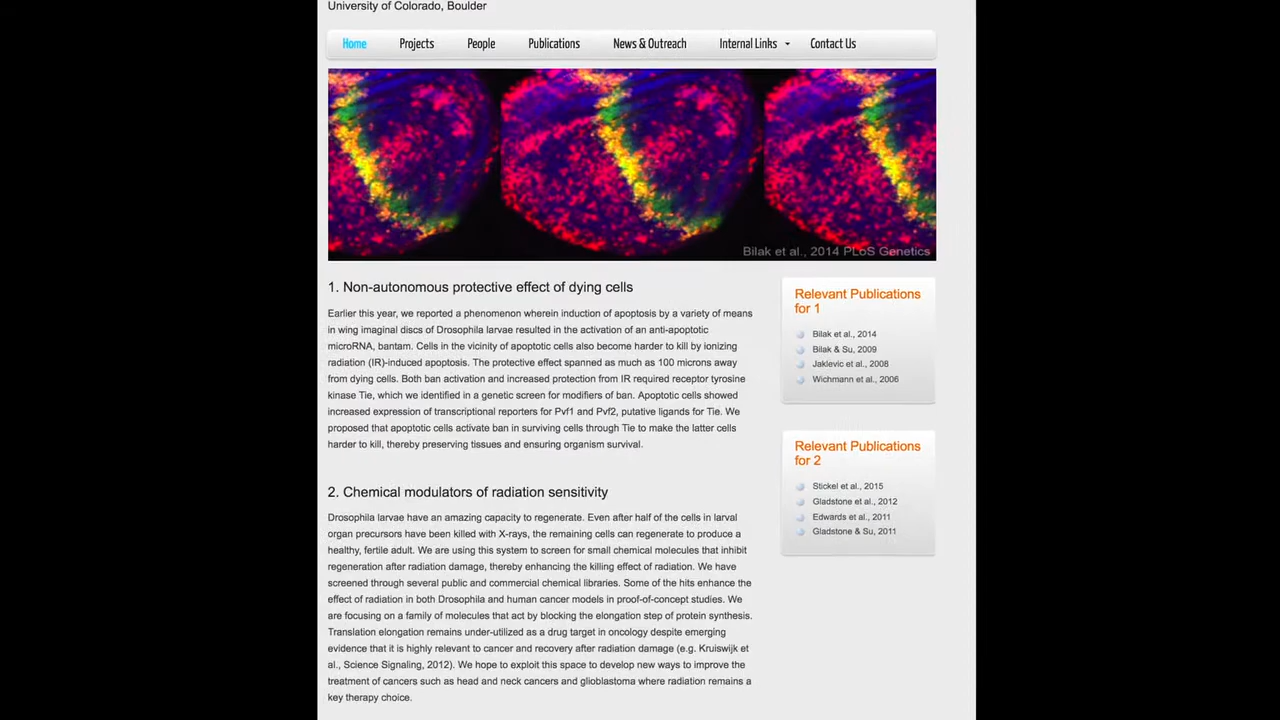 University of Colorado, Boulder
Home Projects People Publications News & Outreach Internal Links Contact Us
Bilak et al., 2014 PLoS Genetics
1. Non-autonomous protective effect of dying cells
Earlier this year, we reported a phenomenon wherein induction of apoptosis by a variety of means
in wing imaginal discs of Drosophila larvae resulted in the activation of an anti-apoptotic
microRNA, bantam. Cells in the vicinity of apoptotic cells also become harder to kill by ionizing
radiation (IR)-induced apoptosis. The protective effect spanned as much as 100 microns away
from dying cells. Both ban activation and increased protection from IR required receptor tyrosine
kinase Tie, which we identified in a genetic screen for modifiers of ban. Apoptotic cells showed
increased expression of transcriptional reporters for Pvf1 and Pvf2, putative ligands for Tie. We
proposed that apoptotic cells activate ban in surviving cells through Tie to make the latter cells
harder to kill, thereby preserving tissues and ensuring organism survival.
2. Chemical modulators of radiation sensitivity
Drosophila larvae have an amazing capacity to regenerate. Even after half of the cells in larval
organ precursors have been killed with X-rays, the remaining cells can regenerate to produce a
healthy, fertile adult. We are using this system to screen for small chemical molecules that inhibit
regeneration after radiation damage, thereby enhancing the killing effect of radiation. We have
screened through several public and commercial chemical libraries. Some of the hits enhance the
effect of radiation in both Drosophila and human cancer models in proof-of-concept studies. We
are focusing on a family of molecules that act by blocking the elongation step of protein synthesis.
Translation elongation remains under-utilized as a drug target in oncology despite emerging
evidence that it is highly relevant to cancer and recovery after radiation damage (e.g. Kruiswijk et
al., Science Signaling, 2012). We hope to exploit this space to develop new ways to improve the
treatment of cancers such as head and neck cancers and glioblastoma where radiation remains a
key therapy choice.
Relevant Publications
for 1
Bilak et al., 2014
Bilak & Su, 2009
Jaklevic et al., 2008
Wichmann et al., 2006
Relevant Publications
for 2
Stickel et al., 2015
Gladstone et al., 2012
Edwards et al., 2011
Gladstone & Su, 2011